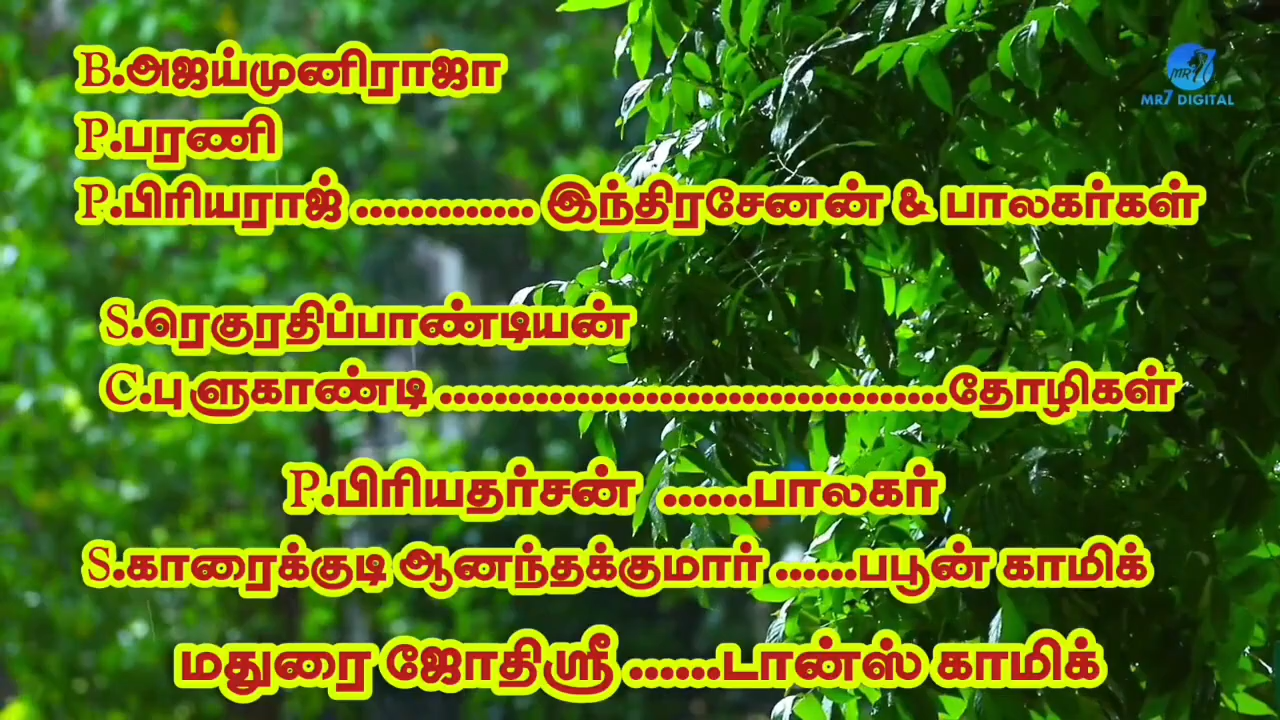 B.அஜய்முனிராஜா
MR7
MR7 DIGITAL
P.பரணி
P.பிரியராஜ் ............. இந்திரசேனன் & பாலகர்கள்
S.ரெகுரதிப்பாண்டியன்
C.பு ளுகாண்டி .....................................தோழிகள்
P.பிரியதர்சன் ......பாலகர்
S.காரைக்குடி ஆனந்தக்குமார் ......பபூன் காமிக்
மதுரை ஜோதிஸ்ரீ ......டான்ஸ் காமிக்